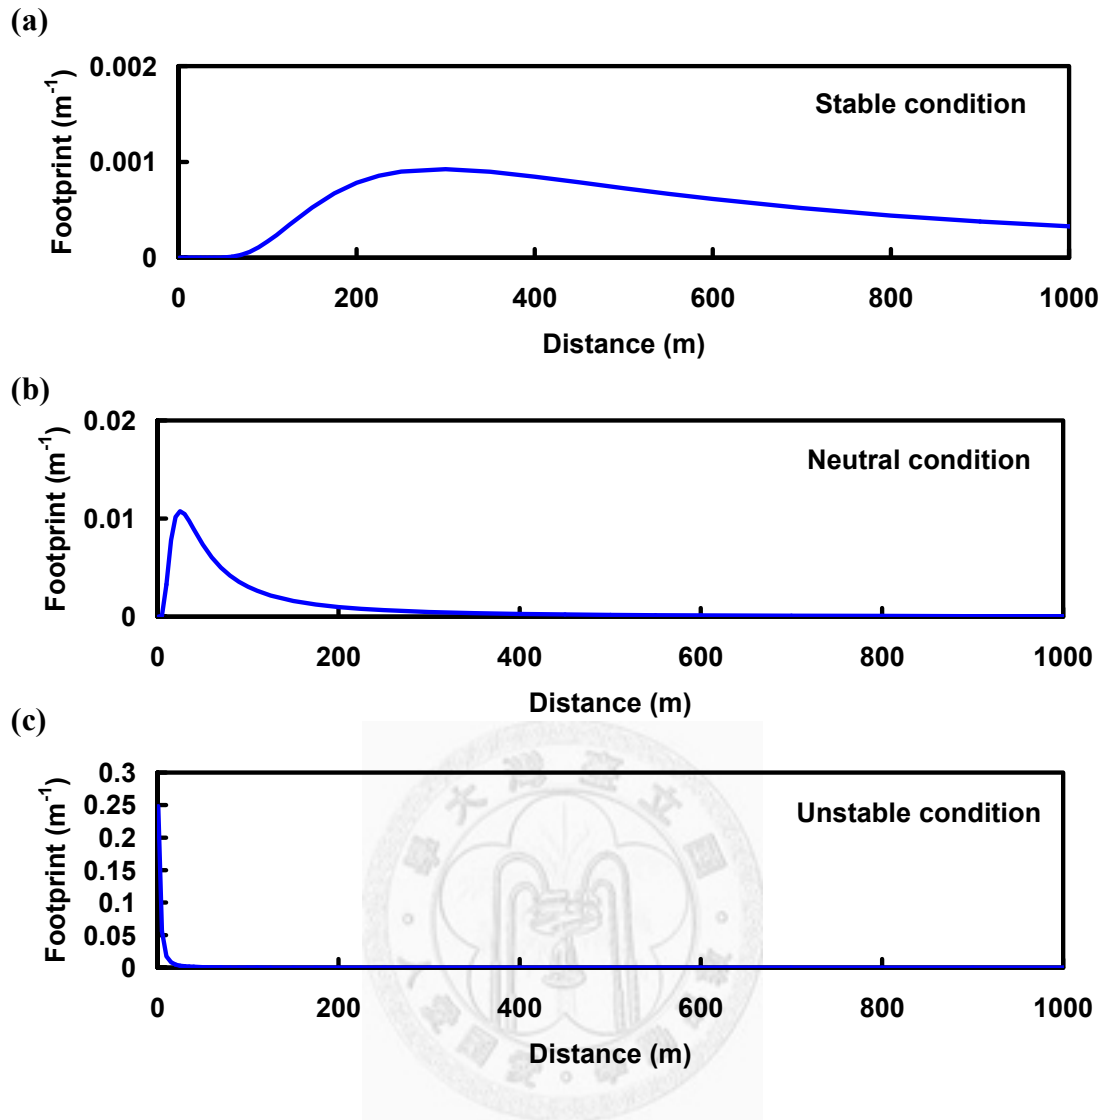 (a)
0.002
0.001
0
Footprint (m-1)
Stable condition
0 200 400 600 800 1000
Distance (m)
(b)
0.02
0.01
0
Footprint (m-1)
Neutral condition
0 200 400 600 800 1000
Distance (m)
(c)
0.3
0.25
0.2
0.15
0.1
0.05
0
Footprint (m-1)
Unstable condition
0 200 400 600 800 1000
Distance (m)